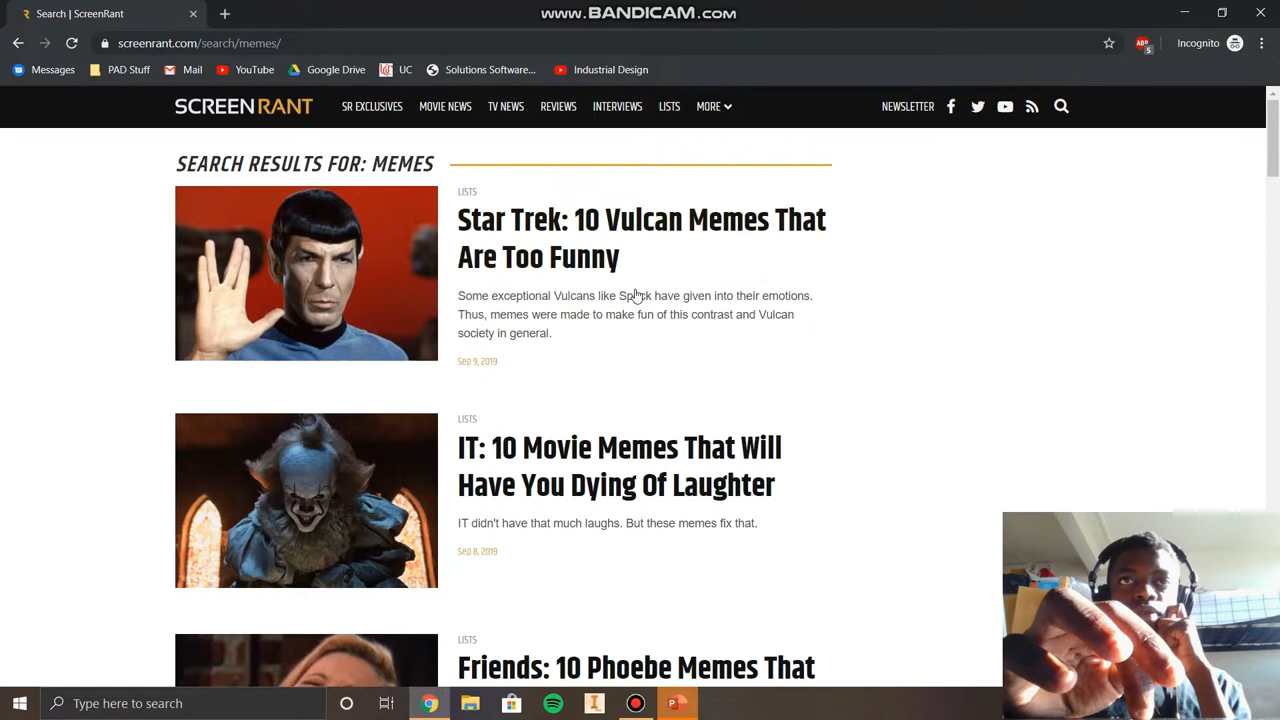 www.BANDICAM.com
Search | ScreenRant
screenrant.com/search/memes/
ABP
5
Incognito
Messages
PAD Stuff
Mail
YouTube
Google Drive
UC
Solutions Software...
Industrial Design
SCREENRANT
SR EXCLUSIVES
MOVIE NEWS
TV NEWS
REVIEWS
INTERVIEWS
LISTS
MORE
NEWSLETTER
SEARCH RESULTS FOR: MEMES
LISTS
Star Trek: 10 Vulcan Memes That
Are Too Funny
Some exceptional Vulcans like Spock have given into their emotions.
Thus, memes were made to make fun of this contrast and Vulcan
society in general.
Sep 9, 2019
LISTS
IT: 10 Movie Memes That Will
Have You Dying Of Laughter
IT didn't have that much laughs. But these memes fix that.
Sep 8, 2019
LISTS
Friends: 10 Phoebe Memes That
Type here to search